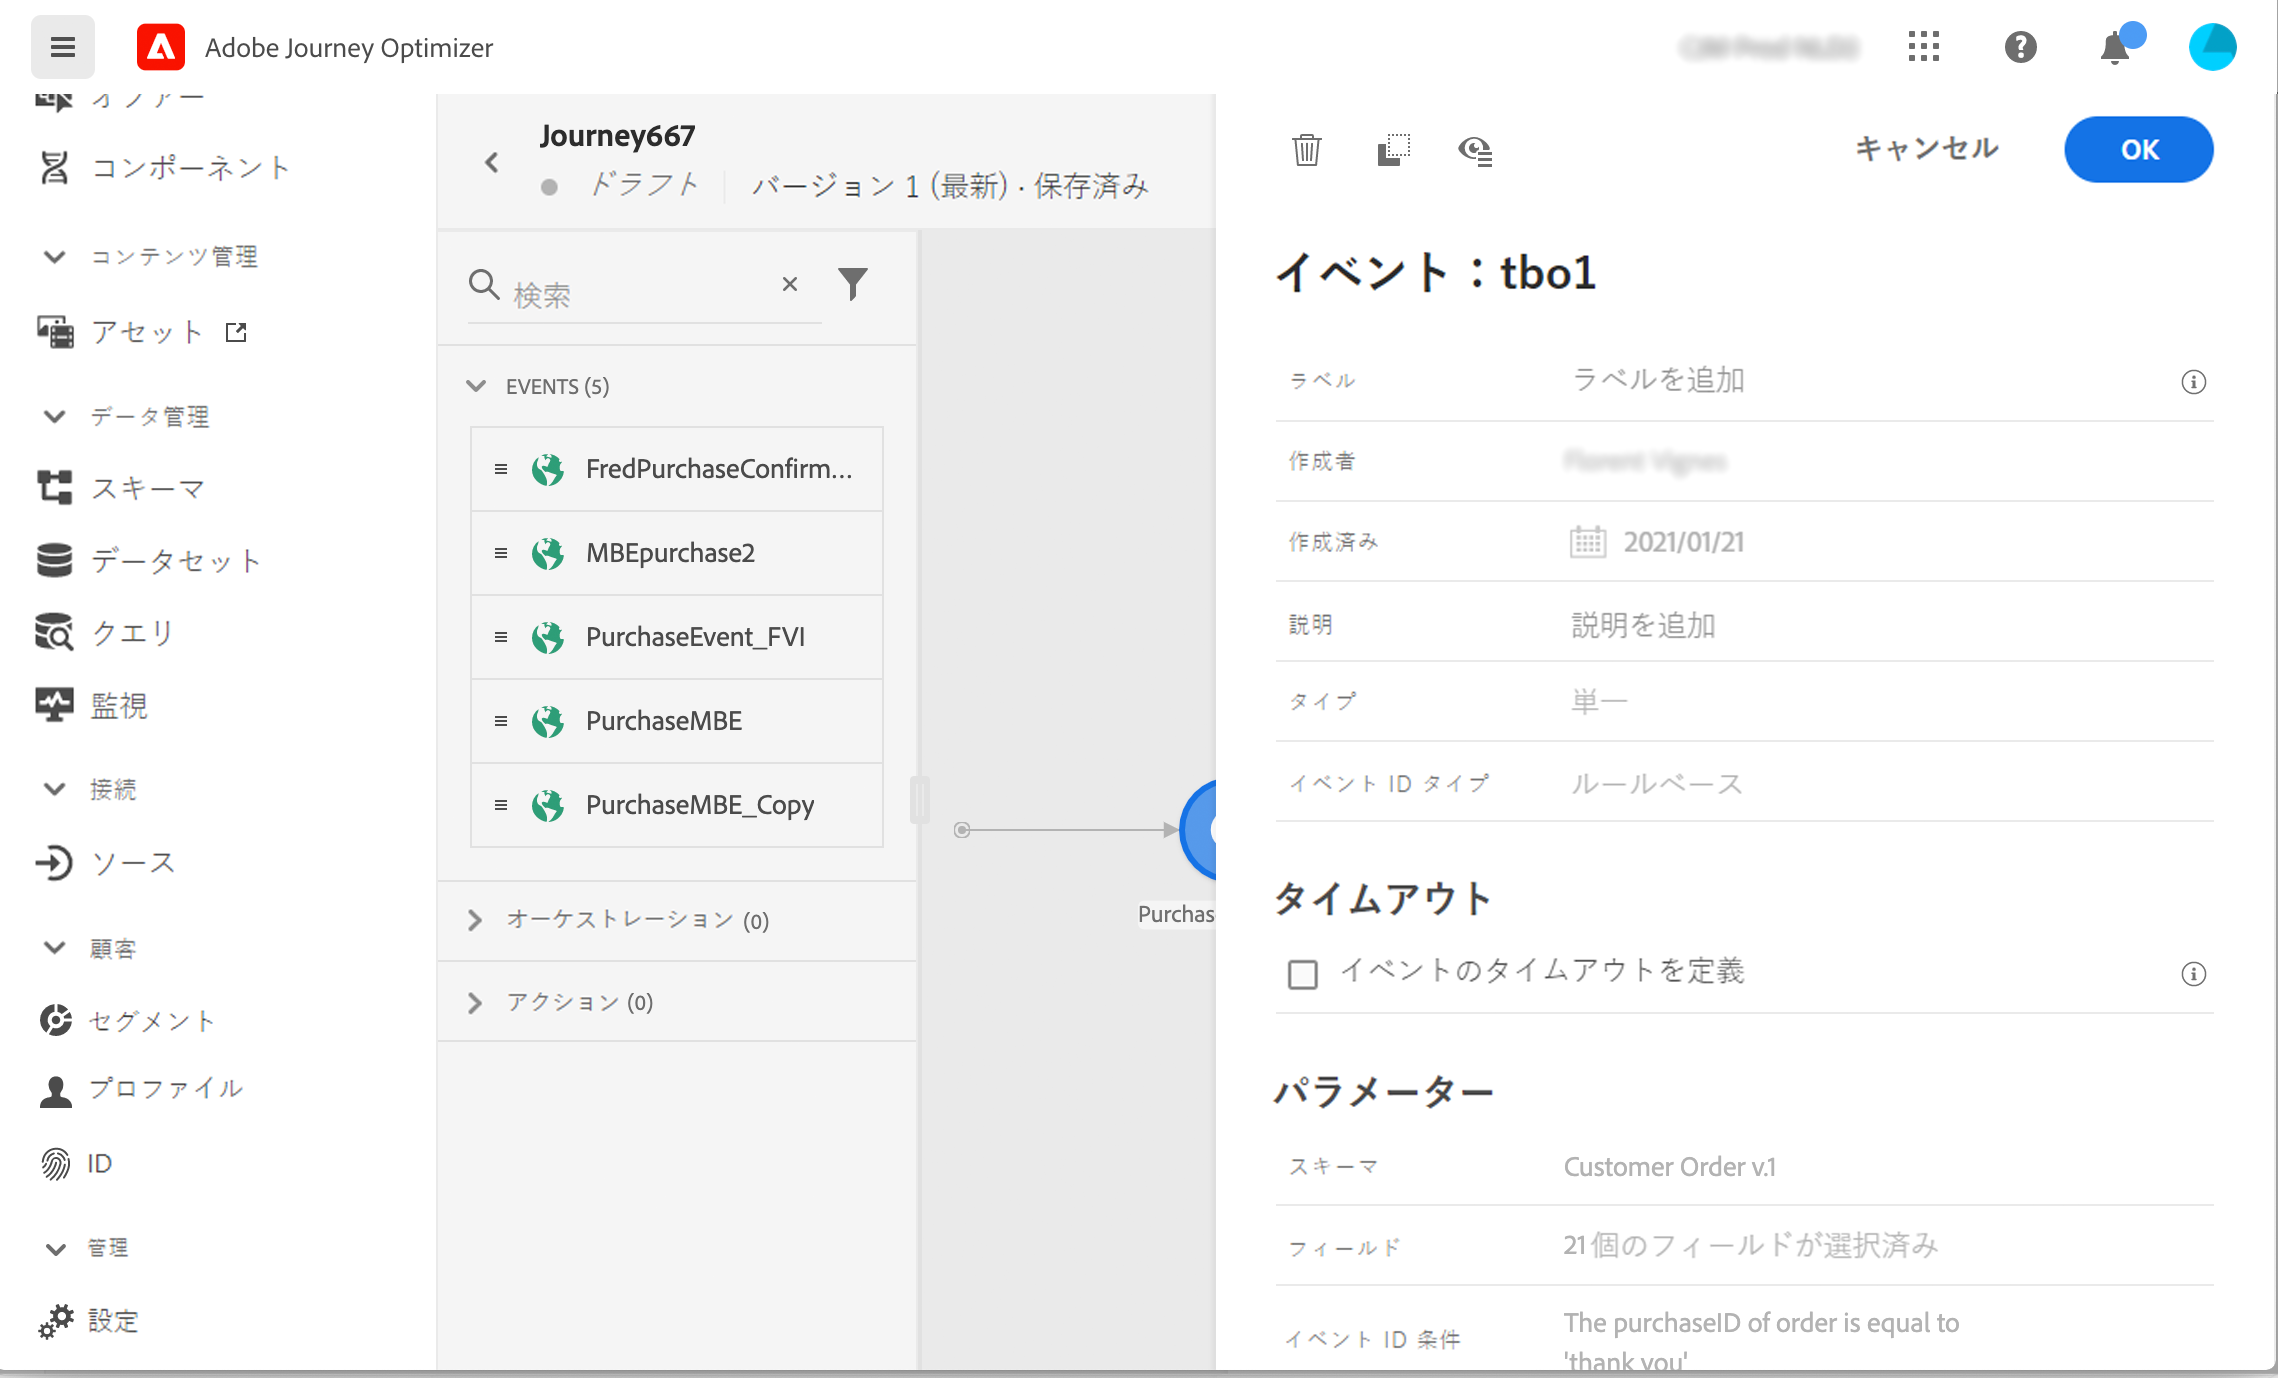 Adobe Journey Optimizer
オファー
コンポーネント
コンテンツ管理
アセット
データ管理
スキーマ
データセット
クエリ
監視
接続
ソース
顧客
セグメント
プロファイル
ID
管理
設定
Journey667
ドラフト
バージョン 1 (最新) · 保存済み
検索
EVENTS (5)
FredPurchaseConfirm...
MBEpurchase2
PurchaseEvent_FVI
PurchaseMBE
PurchaseMBE_Copy
オーケストレーション (0)
アクション (0)
Purchas
キャンセル
OK
イベント：tbo1
ラベル
ラベルを追加
作成者
作成済み
2021/01/21
説明
説明を追加
タイプ
単一
イベント ID タイプ
ルールベース
タイムアウト
イベントのタイムアウトを定義
パラメーター
スキーマ
Customer Order v.1
フィールド
21個のフィールドが選択済み
イベント ID 条件
The purchaseID of order is equal to
'thank you'